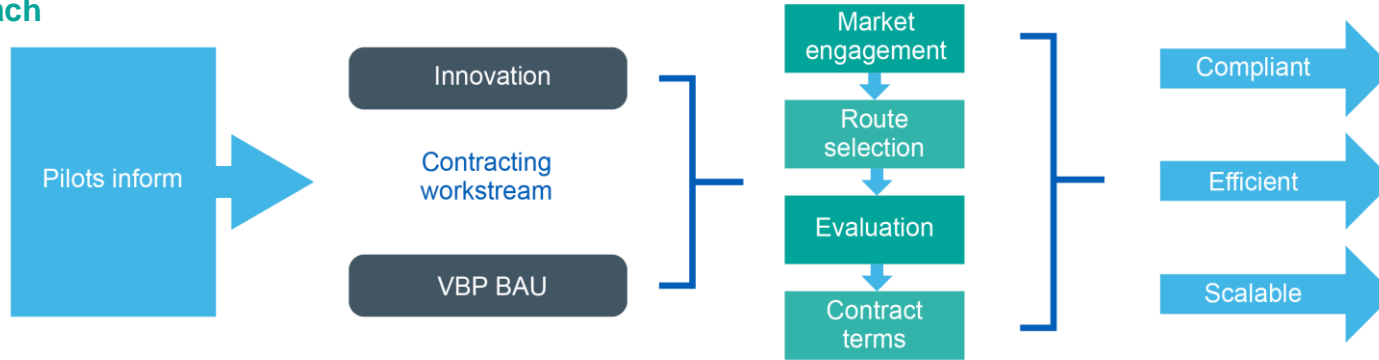 ach
Pilots inform
Innovation
Contracting
workstream
VBP BAU
Market
engagement
Route
selection
Evaluation
Contract
terms
Compliant
Efficient
Scalable